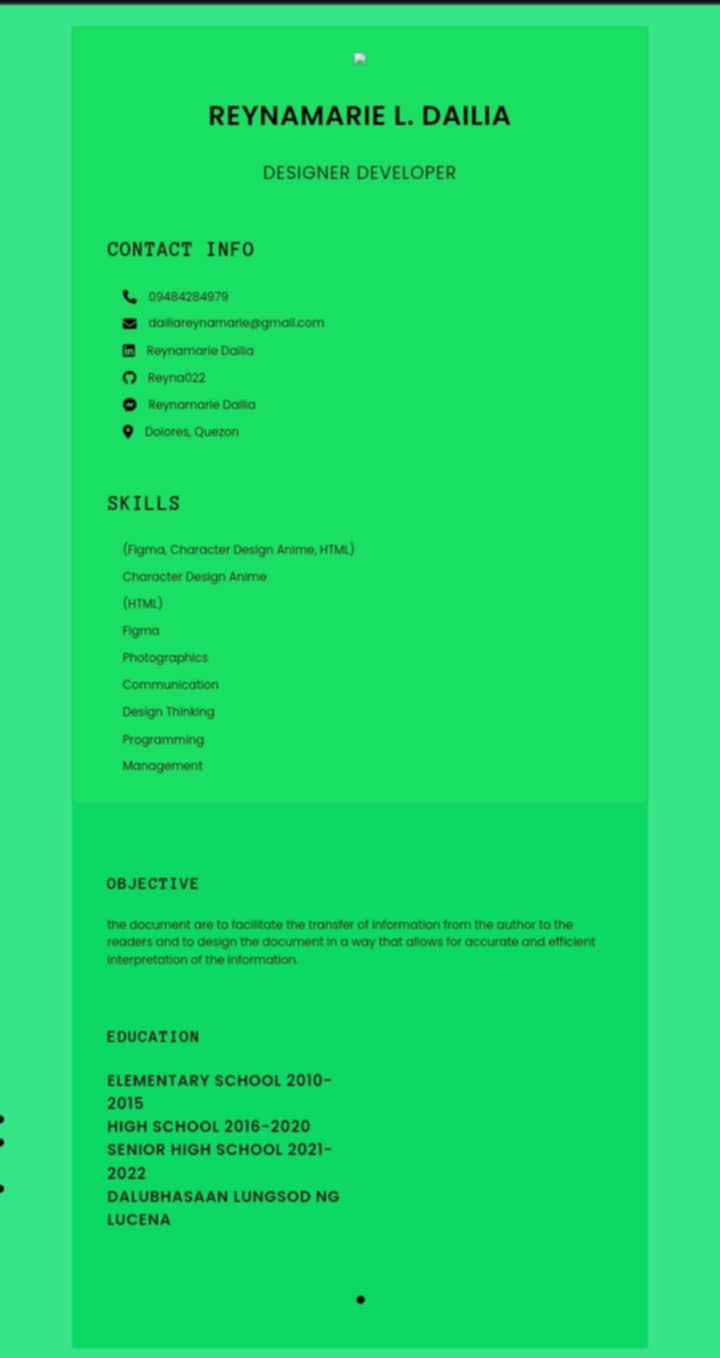 REYNAMARIE L. DAILIA
DESIGNER DEVELOPER
CONTACT INFO
09484284979
dailiareynamarie@gmail.com
Reynamarie Dailia
Reyna022
Reynamarie Dailia
Dolores, Quezon
SKILLS
(Figma, Character Design Anime, HTML)
Character Design Anime
(HTML)
Figma
Photographics
Communication
Design Thinking
Programming
Management
OBJECTIVE
the document are to facilitate the transfer of information from the author to the
readers and to design the document in a way that allows for accurate and efficient
interpretation of the information.
EDUCATION
ELEMENTARY SCHOOL 2010-
2015
HIGH SCHOOL 2016-2020
SENIOR HIGH SCHOOL 2021-
2022
DALUBHASAAN LUNGSOD NG
LUCENA